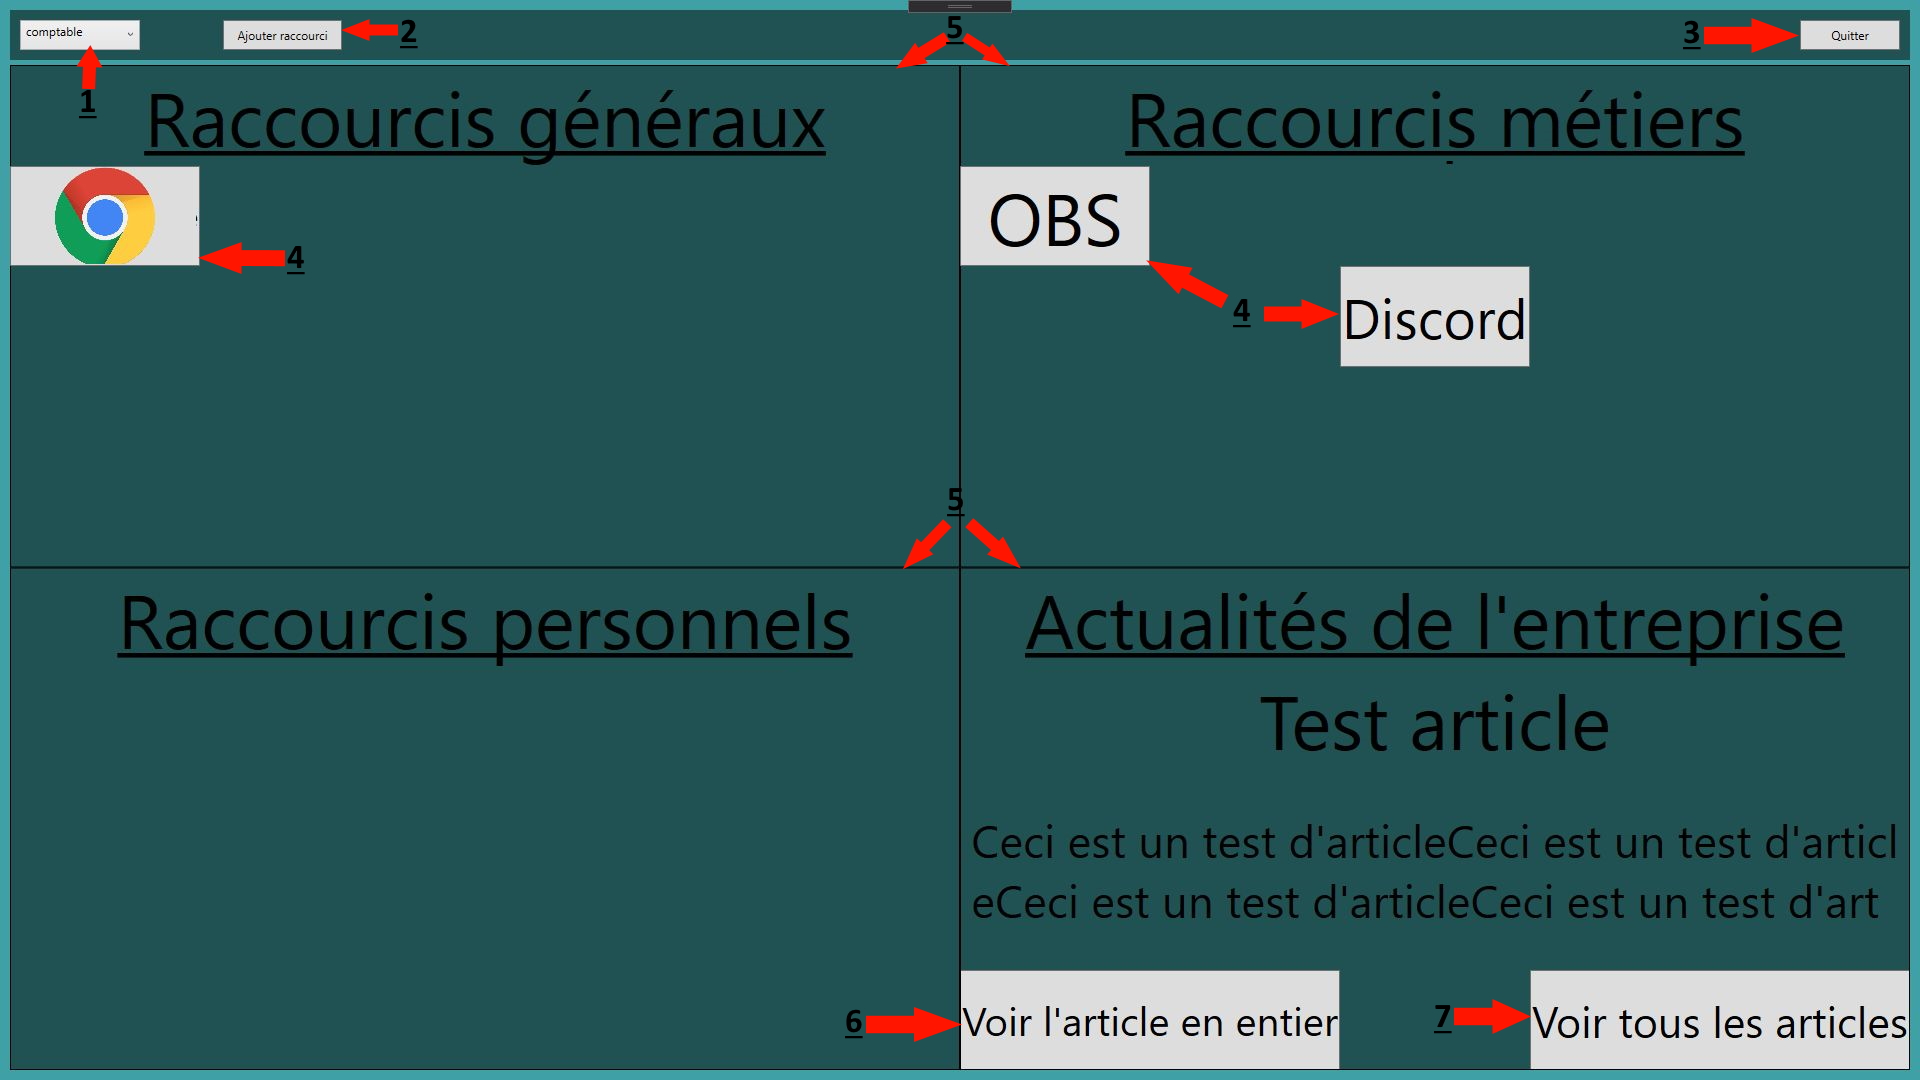 comptable
Ajouter raccourci
2
5
3
Quitter
1
Raccourcis généraux
Raccourcis métiers
4
OBS
4
Discord
5
Raccourcis personnels
Actualités de l'entreprise
Test article
Ceci est un test d'articleCeci est un test d'articl
eCeci est un test d'articleCeci est un test d'art
6
Voir l'article en entier
7
Voir tous les articles